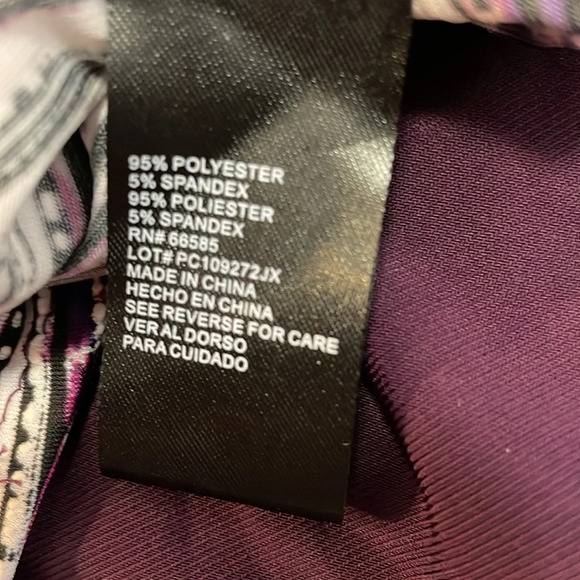 95% POLYESTER
5% SPANDEX
95% POLIESTER
5% SPANDEX
RN# 66585
LOT# PC109272JX
MADE IN CHINA
HECHO EN CHINA
SEE REVERSE FOR CARE
VER AL DORSO
PARA CUIDADO